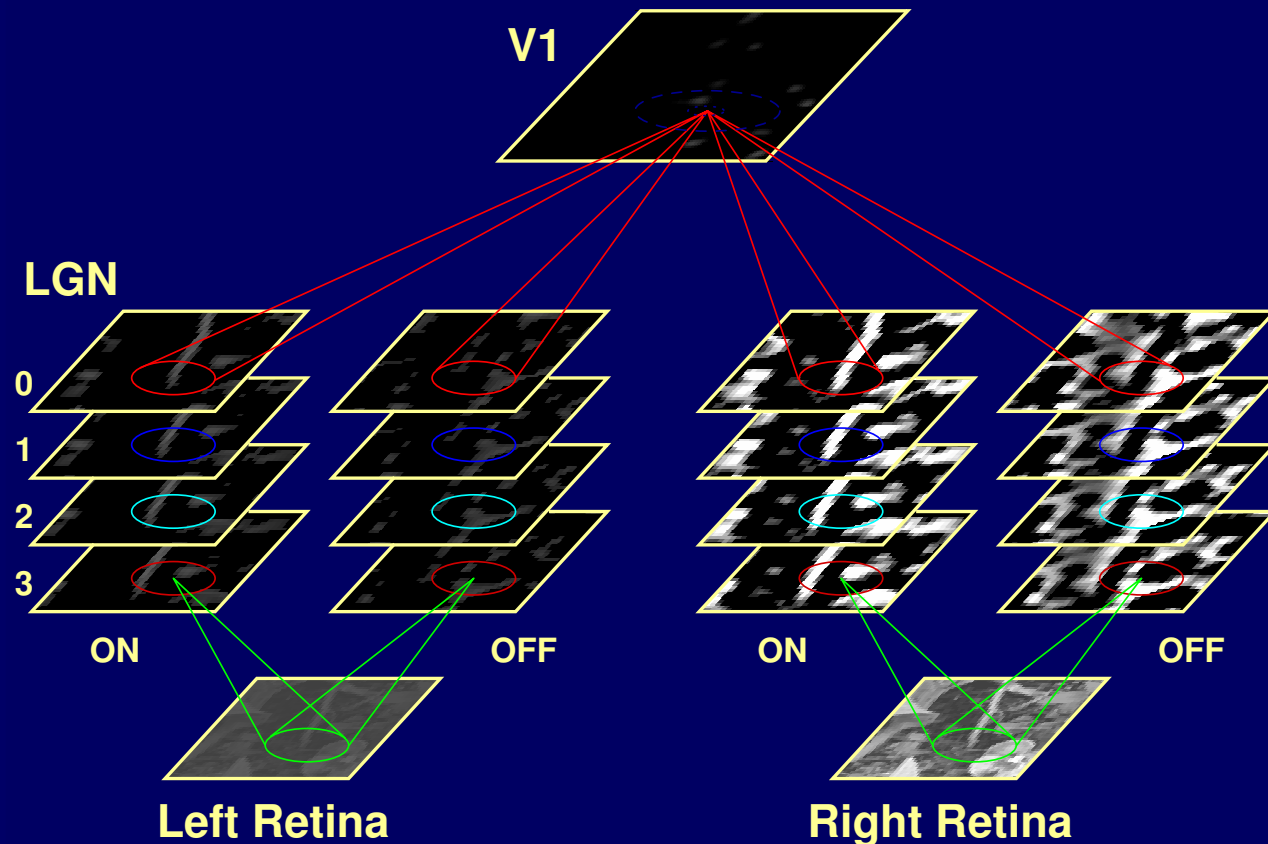 V1
LGN
0
1
2
3
ON
OFF
ON
OFF
Left Retina
Right Retina